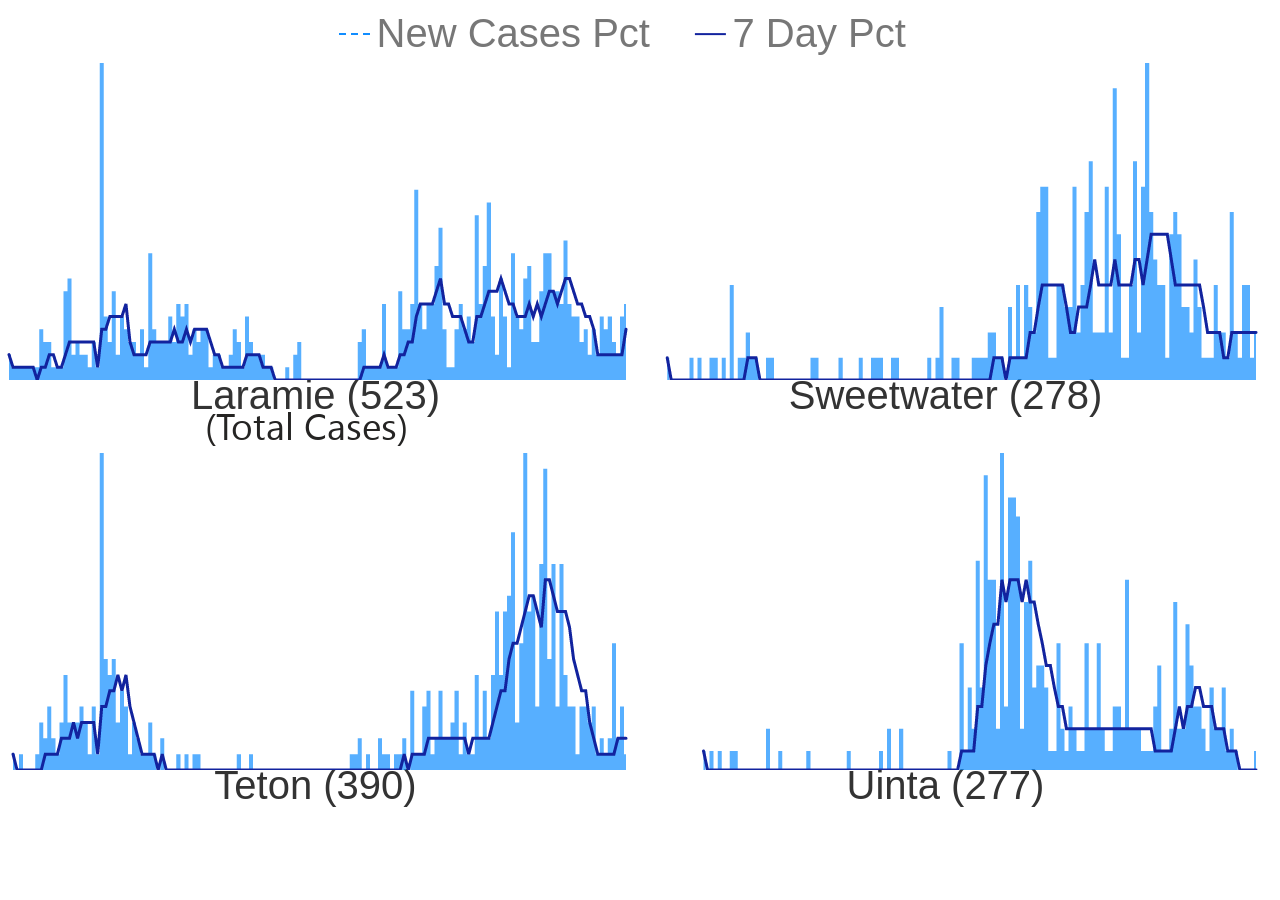 New Cases Pct 7 Day Pct
Laramie (523)
(Total Cases)
Sweetwater (278)
Teton (390)
Uinta (277)